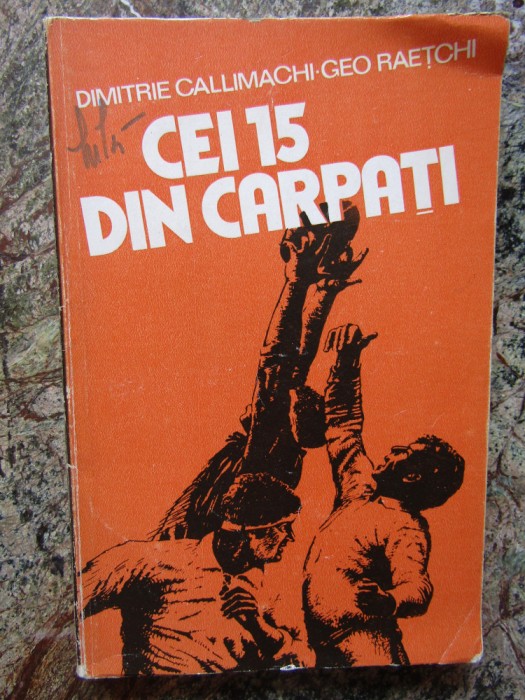 DIMITRIE CALLIMACHI·GEO RAEȚCHI
CEI 15
DIN CARPAȚI